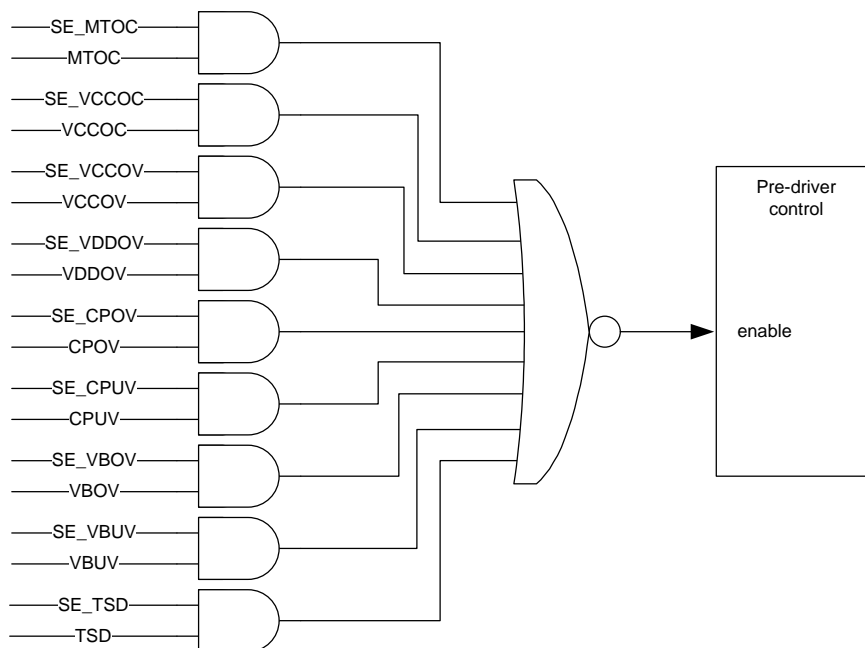 SE_MTOC
MTOC
SE_VCCOC
VCCOC
SE_VCCOV
VCCOV
SE_VDDOV
VDDOV
SE_CPOV
CPOV
SE_CPUV
CPUV
SE_VBOV
VBOV
SE_VBUV
VBUV
SE_TSD
TSD
Pre-driver
control
enable